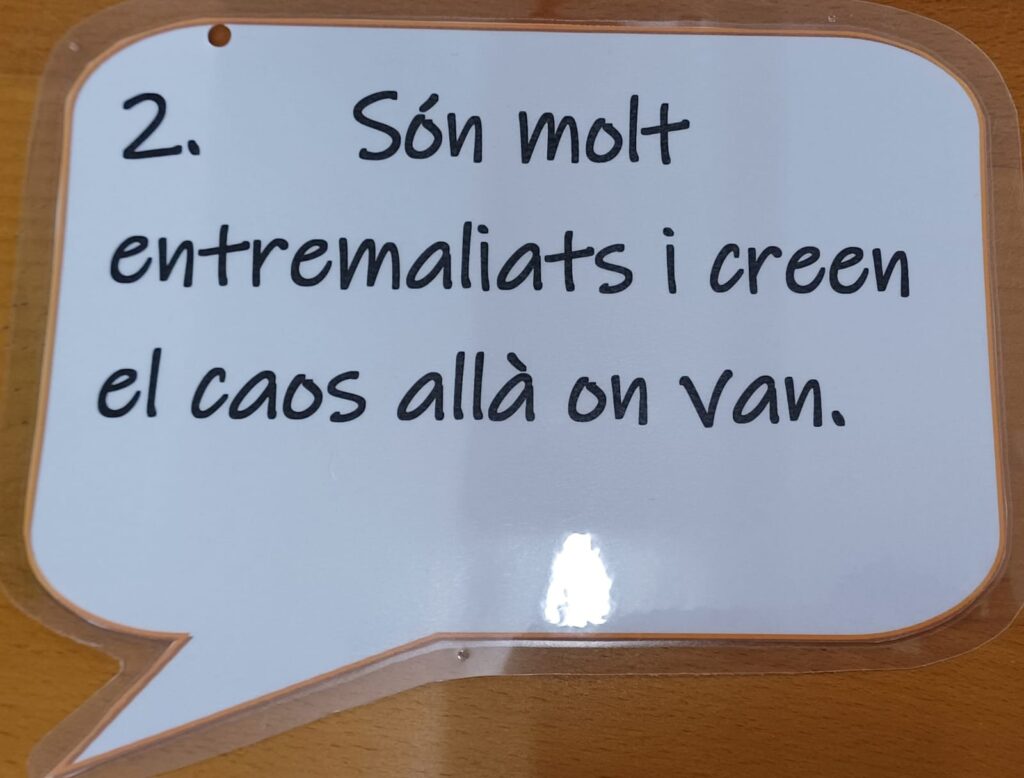 2. Són molt
entremaliats i creen
el caos allà on van.